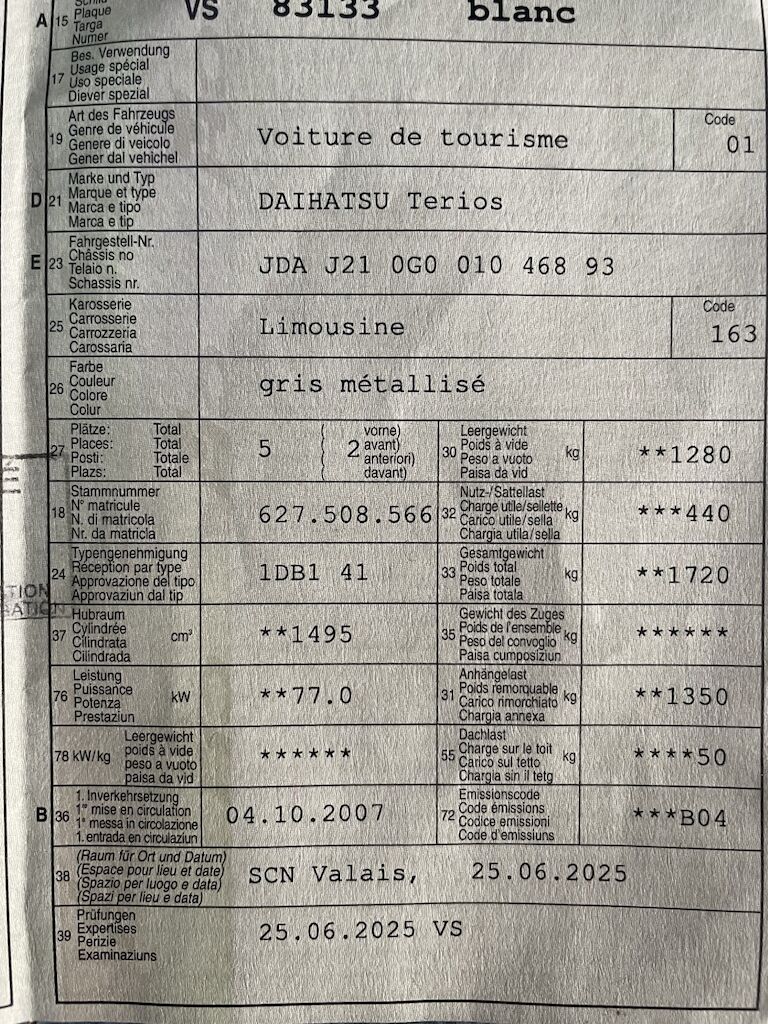 A 15 Schild VS 83133 blanc
Plaque
Targa
Numer
17 Bes. Verwendung
Usage spécial
Uso speciale
Diever spezial
19 Art des Fahrzeugs
Genre de véhicule
Genere di veicolo
Gener dal vehichel
Voiture de tourisme
Code
01
D 21 Marke und Typ
Marque et type
Marca e tipo
Marca e tip
DAIHATSU Terios
E 23 Fahrgestell-Nr.
Châssis no
Telaio n.
Schassis nr.
JDA J21 0G0 010 468 93
25 Karosserie
Carrosserie
Carrozzeria
Carossaria
Limousine
Code
163
26 Farbe
Couleur
Colore
Colur
gris métallisé
27 Plätze: Total
Places: Total
Posti: Totale
Plazs: Total
5
( vorne)
2 avant)
anteriori)
( davant)
30 Leergewicht
Poids à vide
Peso a vuoto
Paisa da vid
kg
**1280
18 Stammnummer
N° matricule
N. di matricola
Nr. da matricla
627.508.566
32 Nutz-/Sattellast
Charge utile/sellette
Carico utile/sella
Chargia utila/sella
kg
***440
24 Typengenehmigung
Réception par type
Approvazione del tipo
Approvaziun dal tip
1DB1 41
33 Gesamtgewicht
Poids total
Peso totale
Paisa totala
kg
**1720
TION
37 Hubraum
Cylindrée
Cilindrata
Cilindrada
cm³
**1495
35 Gewicht des Zuges
Poids de l'ensemble
Peso del convoglio
Paisa cumposiziun
kg
******
76 Leistung
Puissance
Potenza
Prestaziun
kW
**77.0
31 Anhängelast
Poids remorquable
Carico rimorchiato
Chargia annexa
kg
**1350
78 kW/kg Leergewicht
poids à vide
peso a vuoto
paisa da vid
******
55 Dachlast
Charge sur le toit
Carico sul tetto
Chargia sin il tetg
kg
****50
B 36 1. Inverkehrsetzung
1re mise en circulation
1a messa in circolazione
1. entrada en circulaziun
04.10.2007
72 Emissionscode
Code émissions
Codice emissioni
Code d'emissiuns
***B04
38 (Raum für Ort und Datum)
(Espace pour lieu et date)
(Spazio per luogo e data)
(Spazi per lieu e data)
SCN Valais, 25.06.2025
39 Prüfungen
Expertises
Perizie
Examinaziuns
25.06.2025 VS